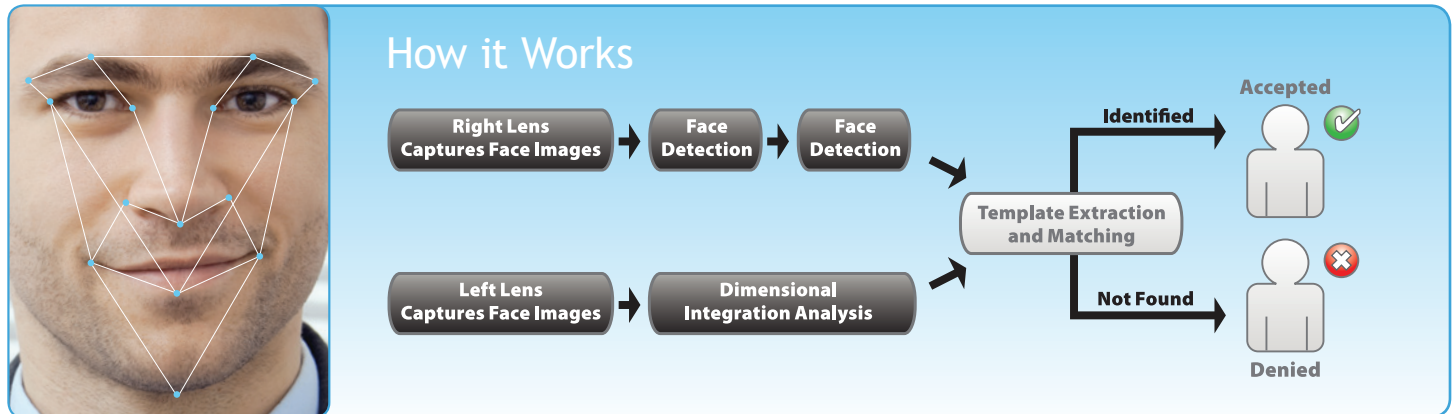 How it Works
Right Lens
Captures Face Images
Face
Detection
Face
Detection
Left Lens
Captures Face Images
Dimensional
Integration Analysis
Template Extraction
and Matching
Identified
Accepted
Not Found
Denied